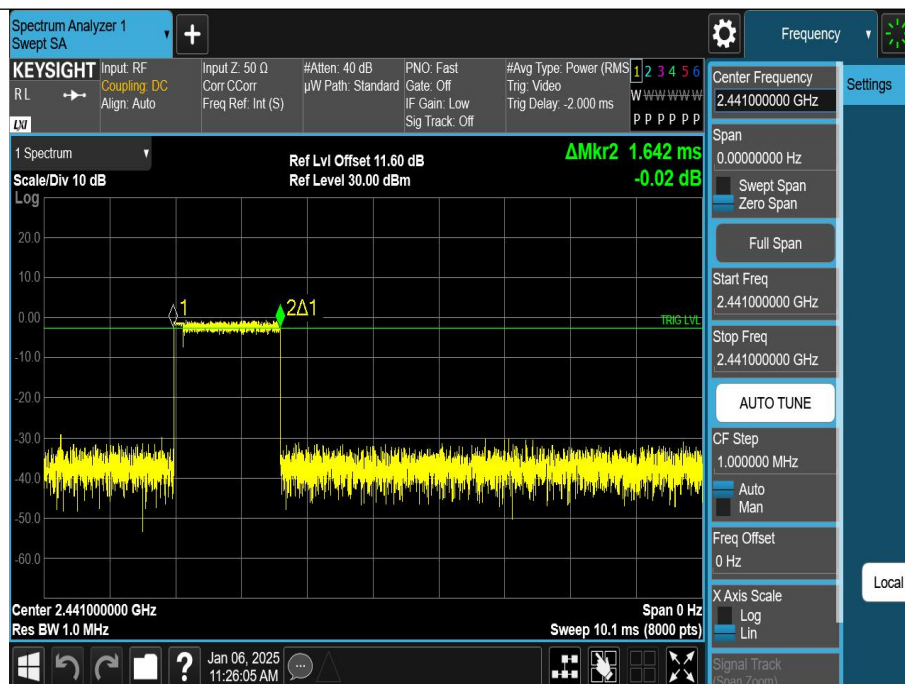 Spectrum Analyzer 1
Swept SA
Frequency
KEYSIGHT
RL
LXI
Input: RF
Coupling: DC
Align: Auto
Input Z: 50 Ω
Corr CCorr
Freq Ref: Int (S)
#Atten: 40 dB
µW Path: Standard
PNO: Fast
Gate: Off
IF Gain: Low
Sig Track: Off
#Avg Type: Power (RMS
Trig: Video
Trig Delay: -2.000 ms
1 2 3 4 5 6
W W W W W W
P P P P P P
1 Spectrum
Scale/Div 10 dB
Log
Ref Lvl Offset 11.60 dB
Ref Level 30.00 dBm
ΔMkr2 1.642 ms
-0.02 dB
20.0
10.0
0.00
-10.0
-20.0
-30.0
-40.0
-50.0
-60.0
1
2Δ1
TRIG LVL
Center 2.441000000 GHz
Res BW 1.0 MHz
Span 0 Hz
Sweep 10.1 ms (8000 pts)
Jan 06, 2025
11:26:05 AM
Center Frequency
2.441000000 GHz
Span
0.00000000 Hz
Swept Span
Zero Span
Full Span
Start Freq
2.441000000 GHz
Stop Freq
2.441000000 GHz
AUTO TUNE
CF Step
1.000000 MHz
Auto
Man
Freq Offset
0 Hz
X Axis Scale
Log
Lin
Signal Track
(Span Zoom)
Settings
Local